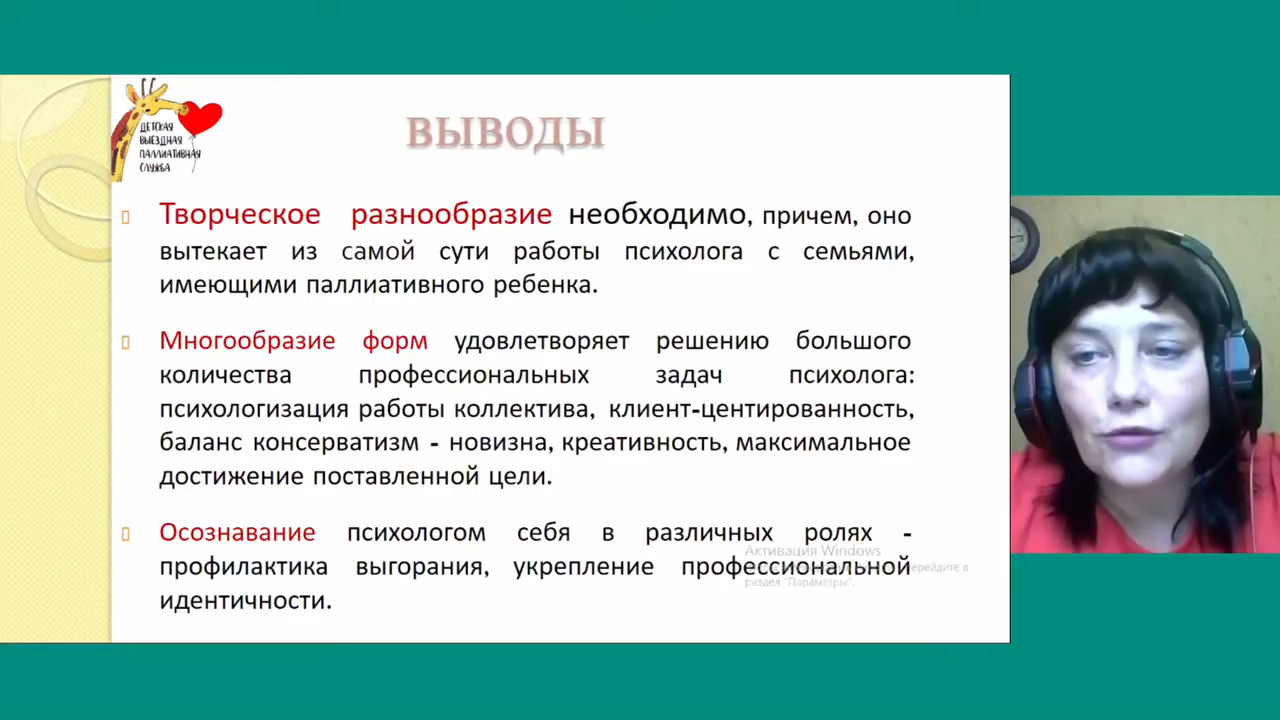 ДЕТСКАЯ
ВЫЕЗДНАЯ
ПАЛЛИАТИВНАЯ
СЛУЖБА
ВЫВОДЫ
Творческое разнообразие необходимо, причем, оно
вытекает из самой сути работы психолога с семьями,
имеющими паллиативного ребенка.
Многообразие форм удовлетворяет решению большого
количества профессиональных задач психолога:
психологизация работы коллектива, клиент-центированность,
баланс консерватизм - новизна, креативность, максимальное
достижение поставленной цели.
Осознавание психологом себя в различных ролях -
профилактика выгорания, укрепление профессиональной
идентичности.
Активация Windows
перейдите в
раздел "Параметры".